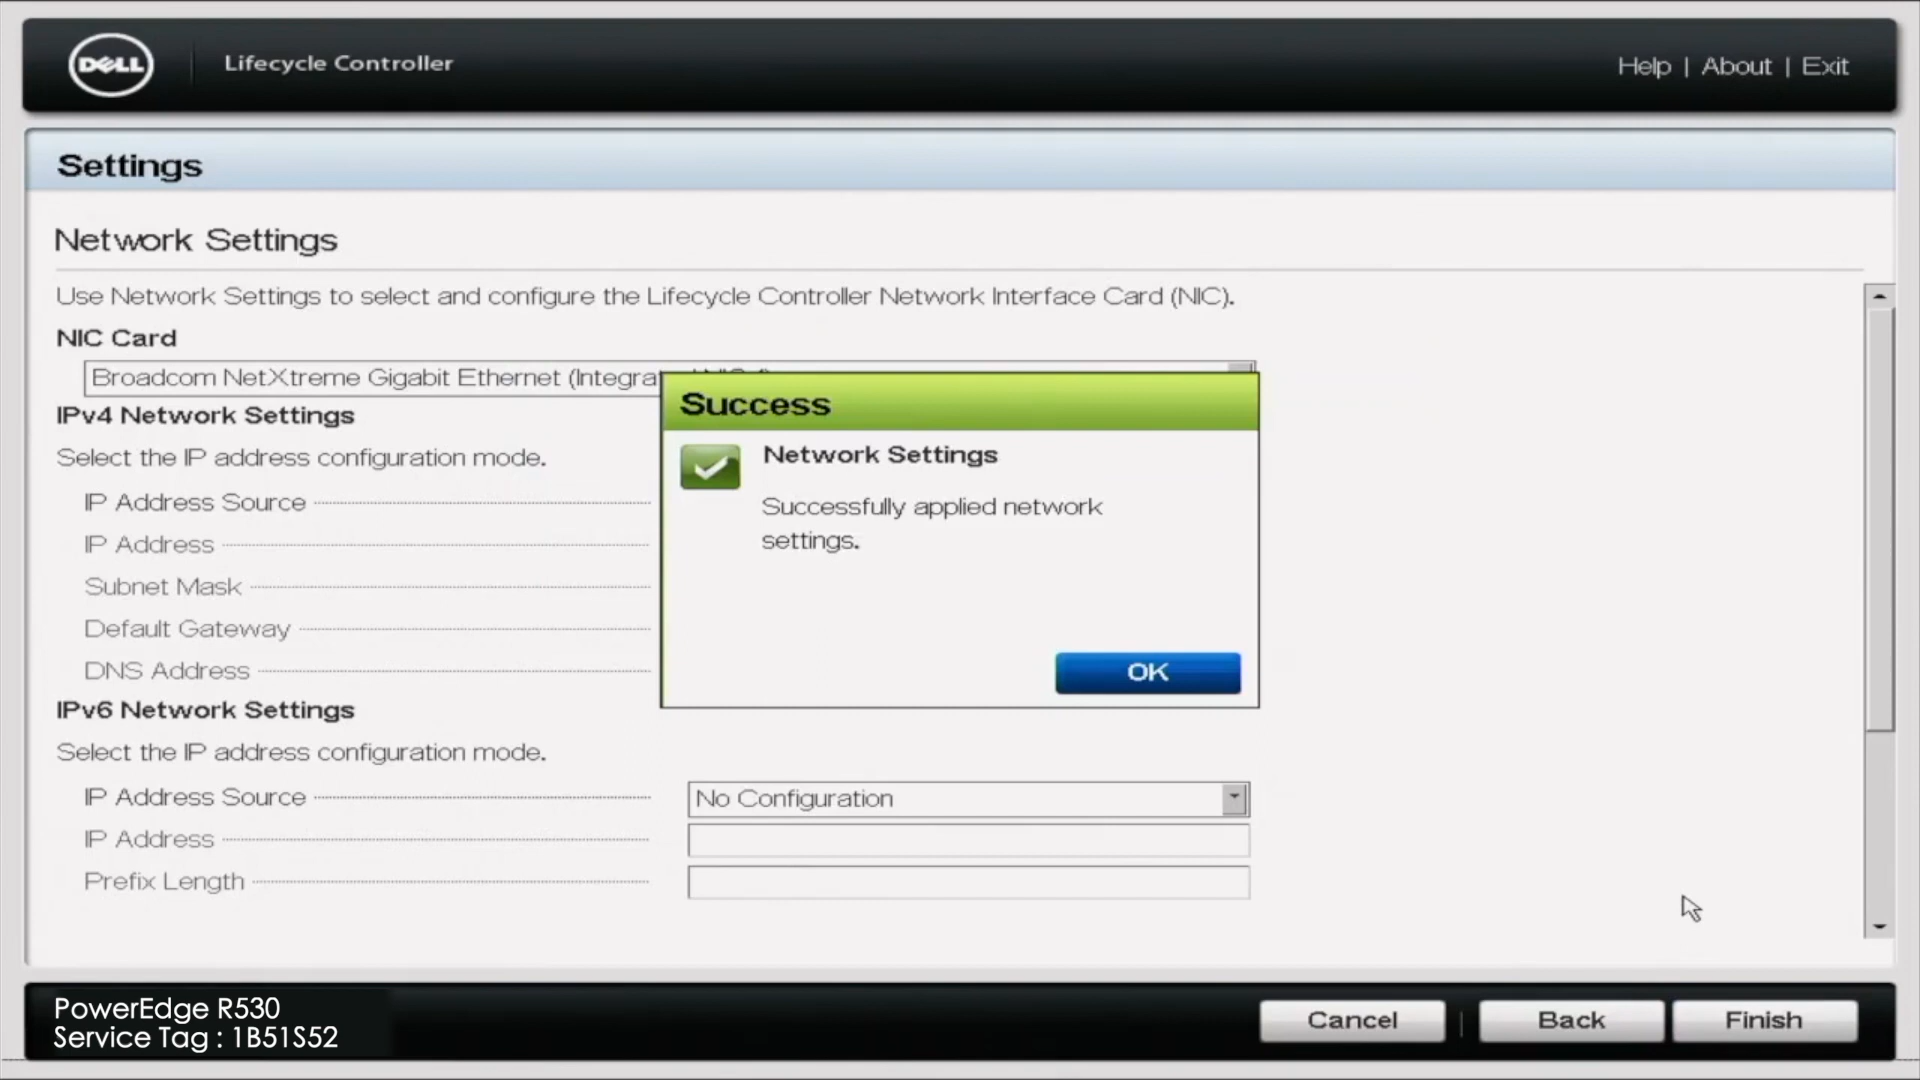 DELL
Lifecycle Controller
Help | About | Exit
Settings
Network Settings
Use Network Settings to select and configure the Lifecycle Controller Network Interface Card (NIC).
NIC Card
Broadcom NetXtreme Gigabit Ethernet
IPv4 Network Settings
Select the IP address configuration mode.
IP Address Source
IP Address
Subnet Mask
Default Gateway
DNS Address
Success
Network Settings
Successfully applied network
settings.
OK
IPv6 Network Settings
Select the IP address configuration mode.
IP Address Source
No Configuration
IP Address
Prefix Length
PowerEdge R530
Service Tag : 1B51S52
Cancel | Back Finish